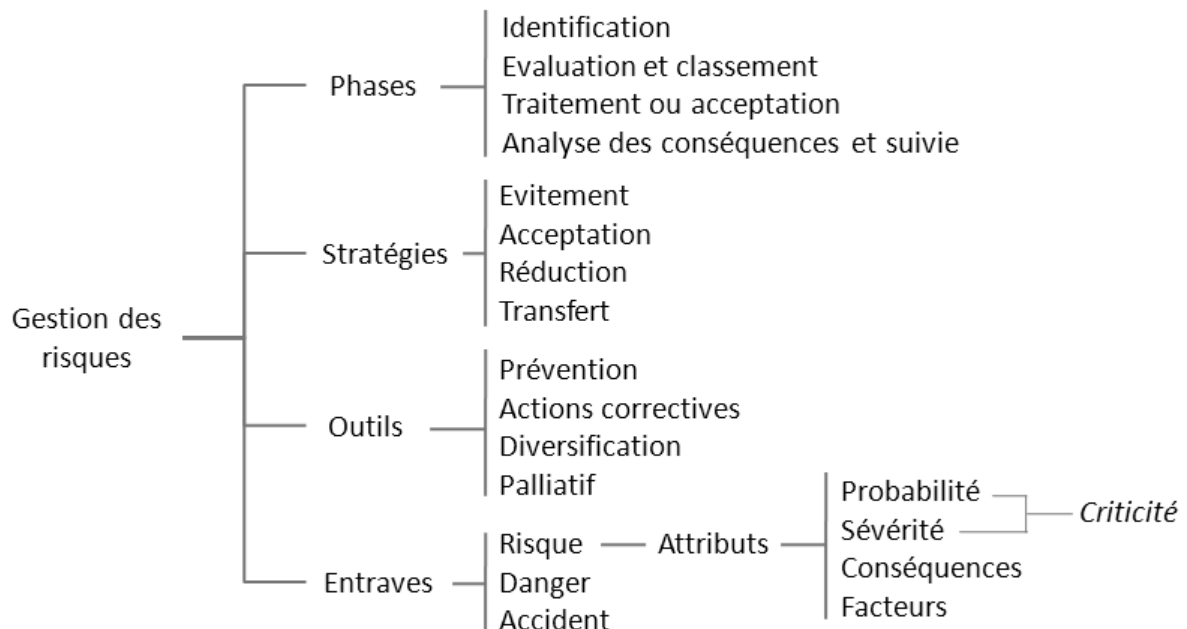 Gestion des
risques
Phases
Identification
Evaluation et classement
Traitement ou acceptation
Analyse des conséquences et suivie
Stratégies
Evitement
Acceptation
Réduction
Transfert
Outils
Prévention
Actions correctives
Diversification
Palliatif
Entraves
Risque
Danger
Accident
Attributs
Probabilité
Sévérité
Conséquences
Facteurs
Criticité